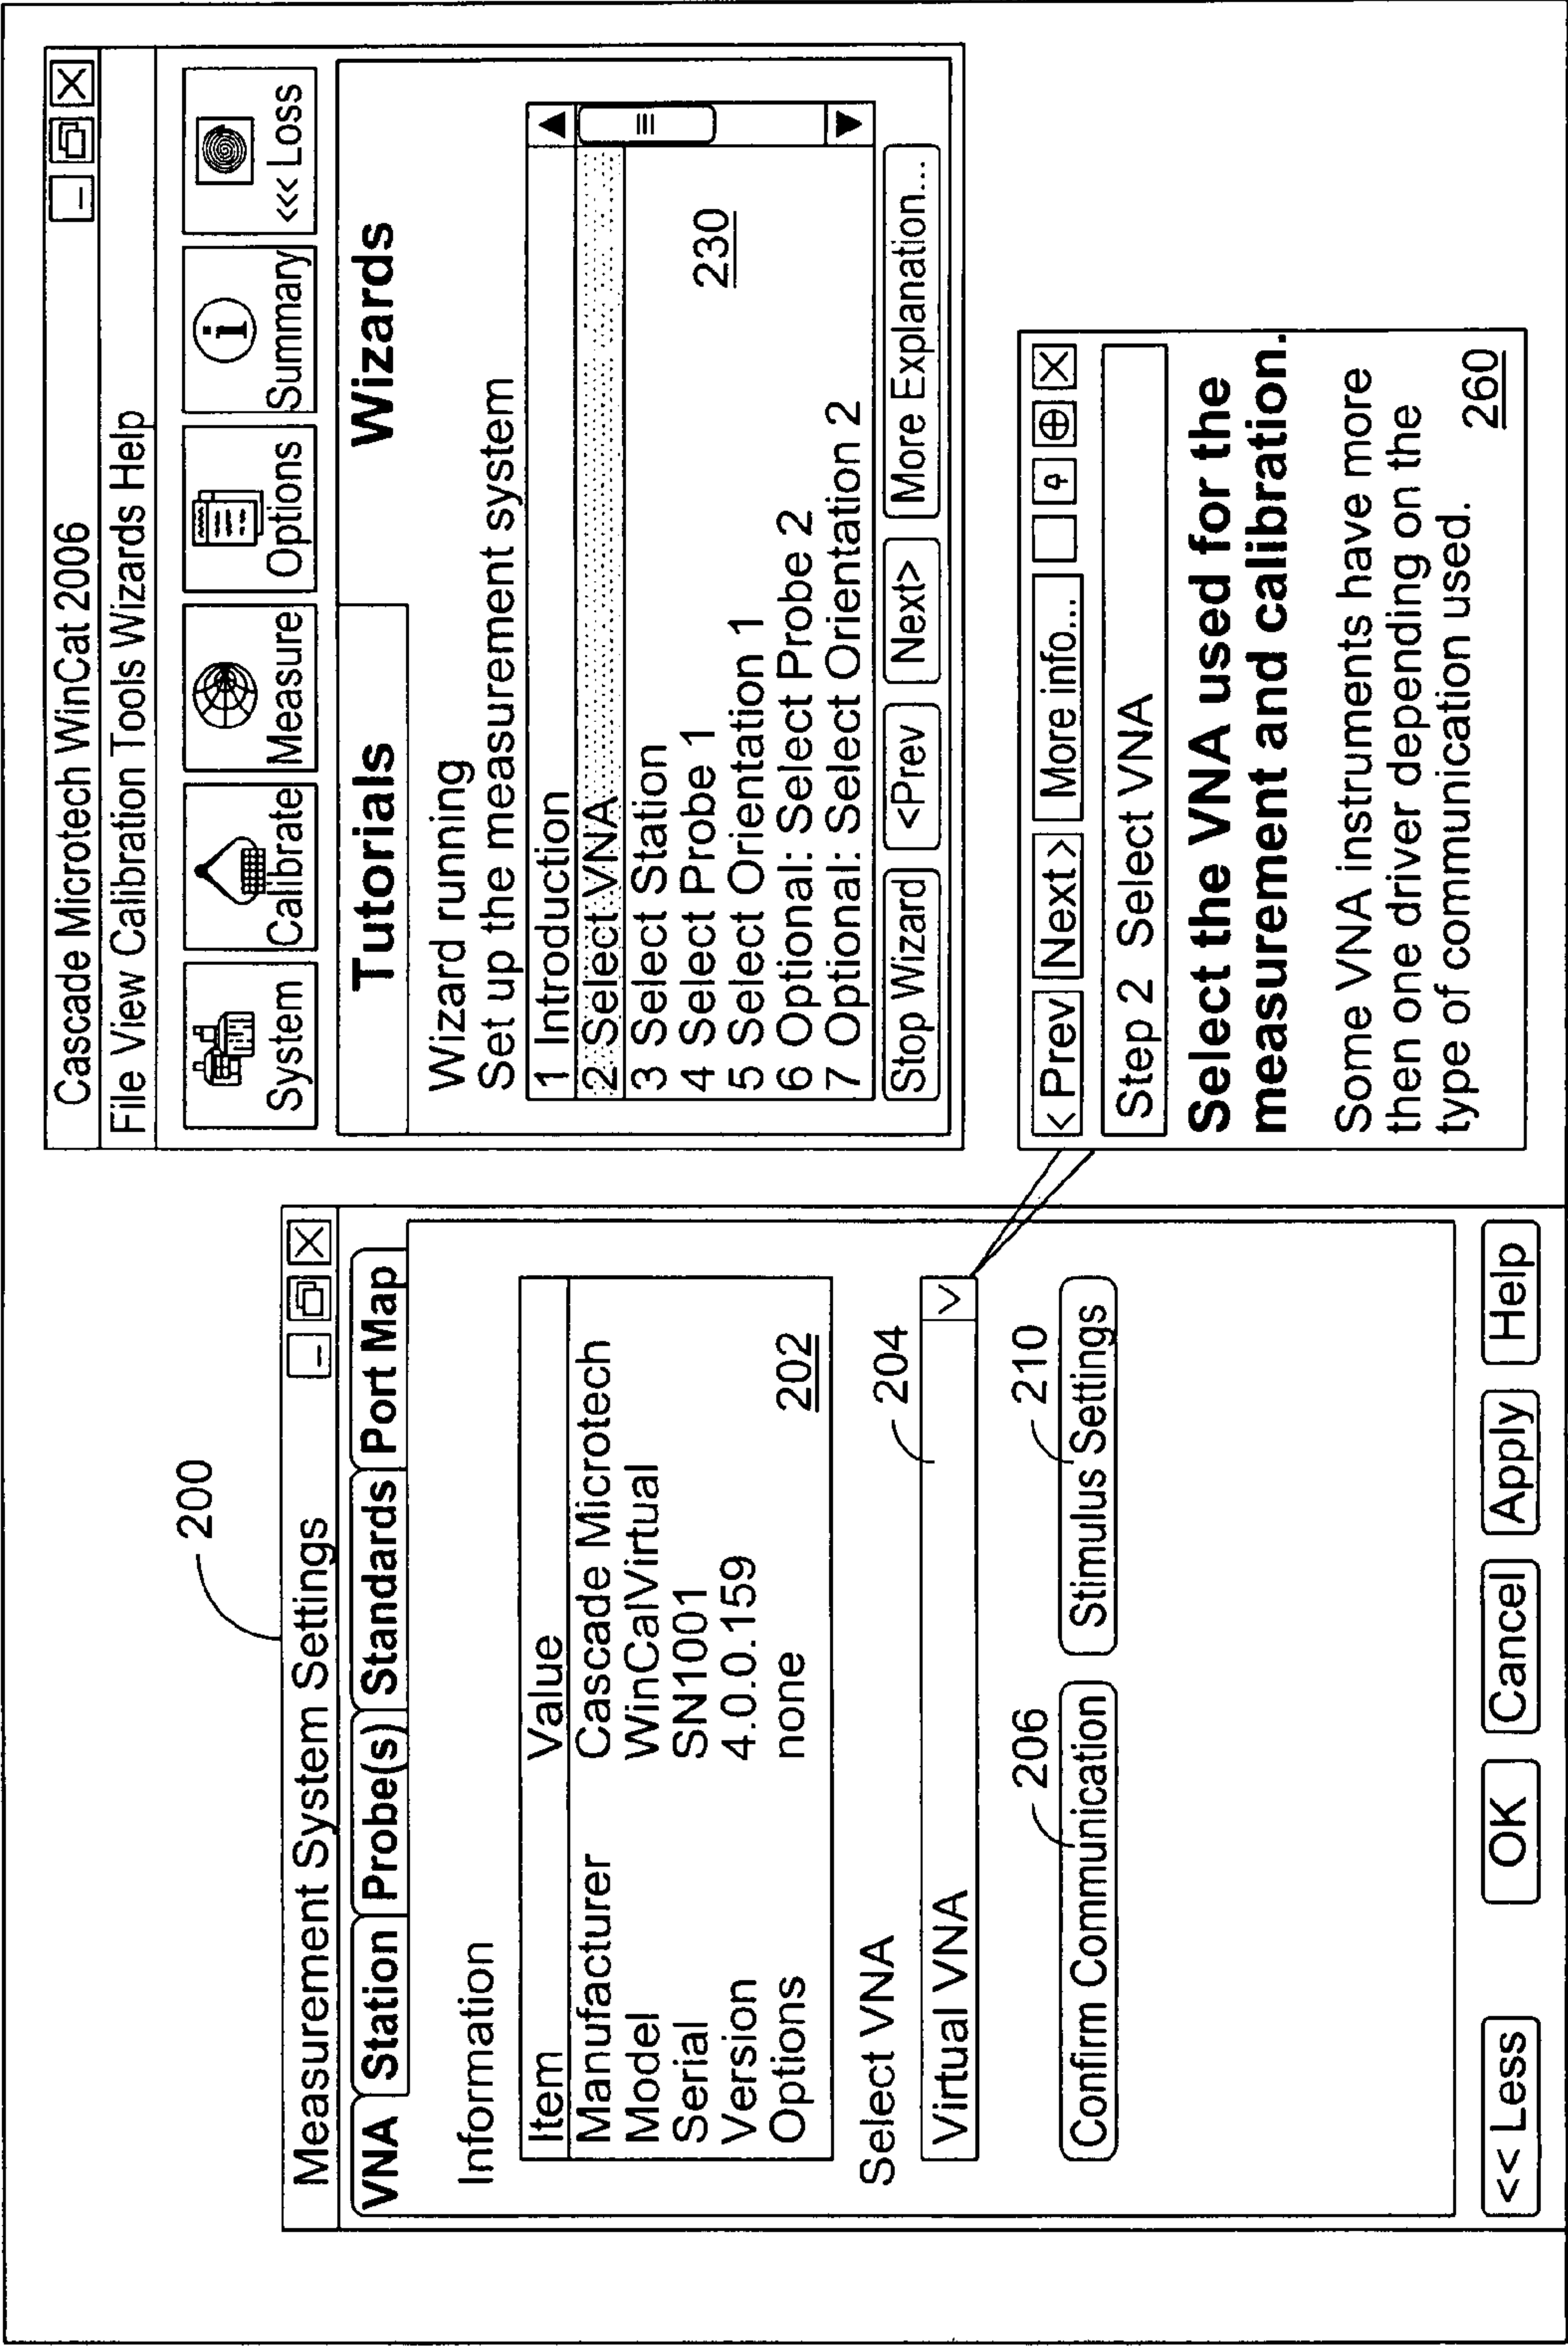 200
Measurement System Settings
VNA Station Probe(s) Standards Port Map
Information
Item Value
Manufacturer Cascade Microtech
Model WinCalVirtual
Serial SN1001
Version 4.0.0.159
Options none
202
Select VNA
204
Virtual VNA
206
210
Confirm Communication Stimulus Settings
<< Less OK Cancel Apply Help
Cascade Microtech WinCat 2006
File View Calibration Tools Wizards Help
System Calibrate Measure Options Summary <<< Loss
Tutorials Wizards
Wizard running
Set up the measurement system
1 Introduction
2 Select VNA
3 Select Station
4 Select Probe 1
5 Select Orientation 1
6 Optional: Select Probe 2
7 Optional: Select Orientation 2
230
Stop Wizard <Prev Next> More Explanation...
< Prev Next > More info...
Step 2 Select VNA
Select the VNA used for the
measurement and calibration.
Some VNA instruments have more
then one driver depending on the
type of communication used.
260